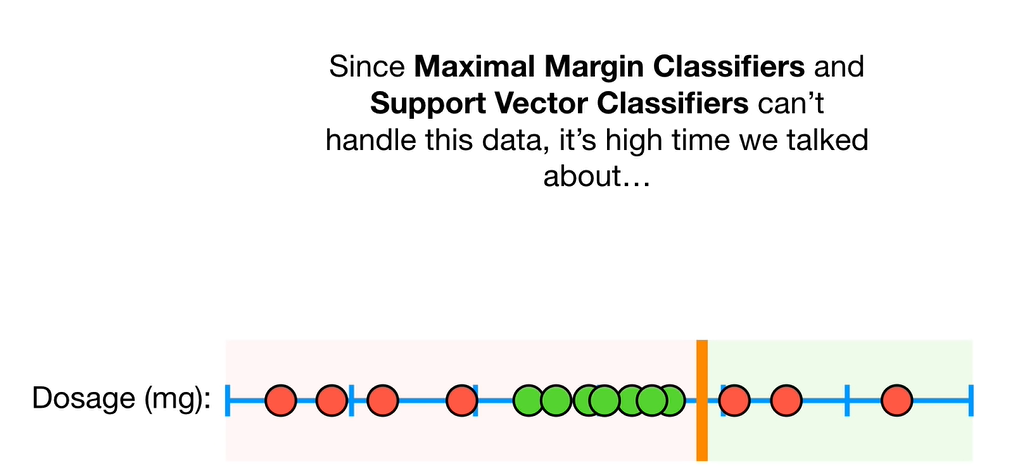 Since Maximal Margin Classifiers and
Support Vector Classifiers can’t
handle this data, it’s high time we talked
about…
Dosage (mg):